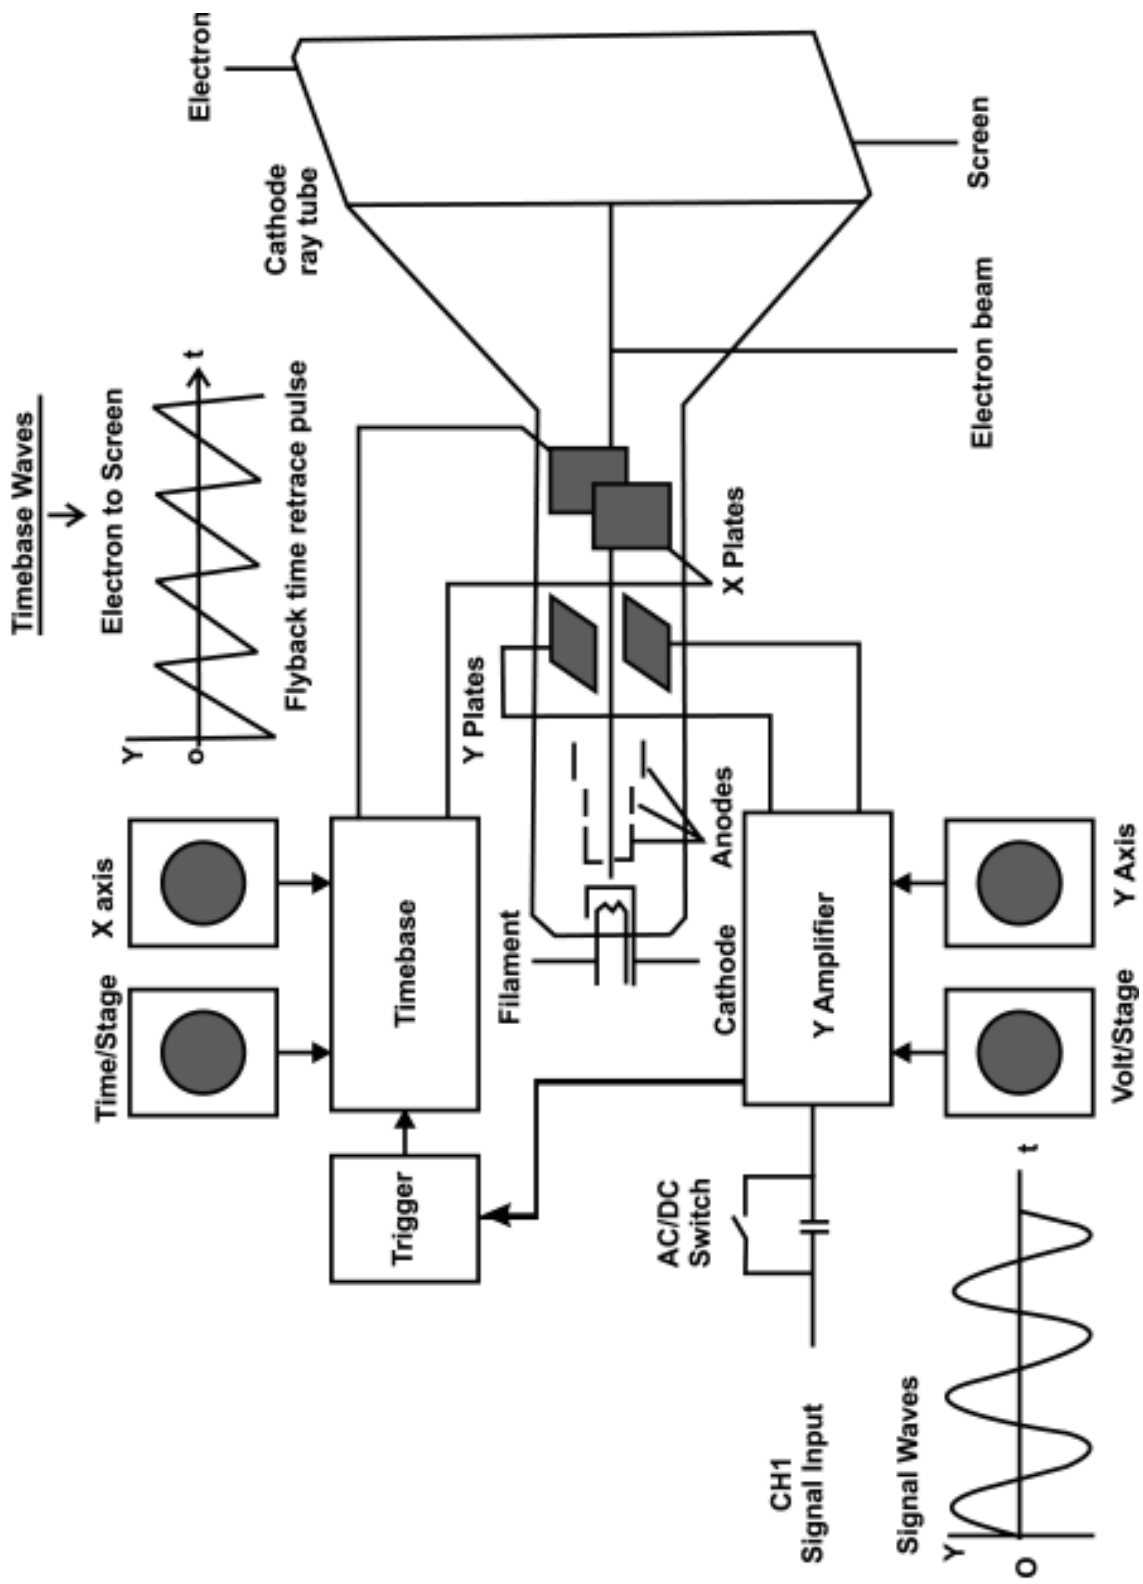 Timebase Waves
Electron to Screen
Y
o
t
Flyback time retrace pulse
Time/Stage
X axis
Cathode
ray tube
Electron
Trigger
Timebase
Y Plates
Filament
X Plates
Anodes
Cathode
AC/DC
Switch
Y Amplifier
Electron beam
Screen
CH1
Signal Input
Signal Waves
Y
O
t
Volt/Stage
Y Axis